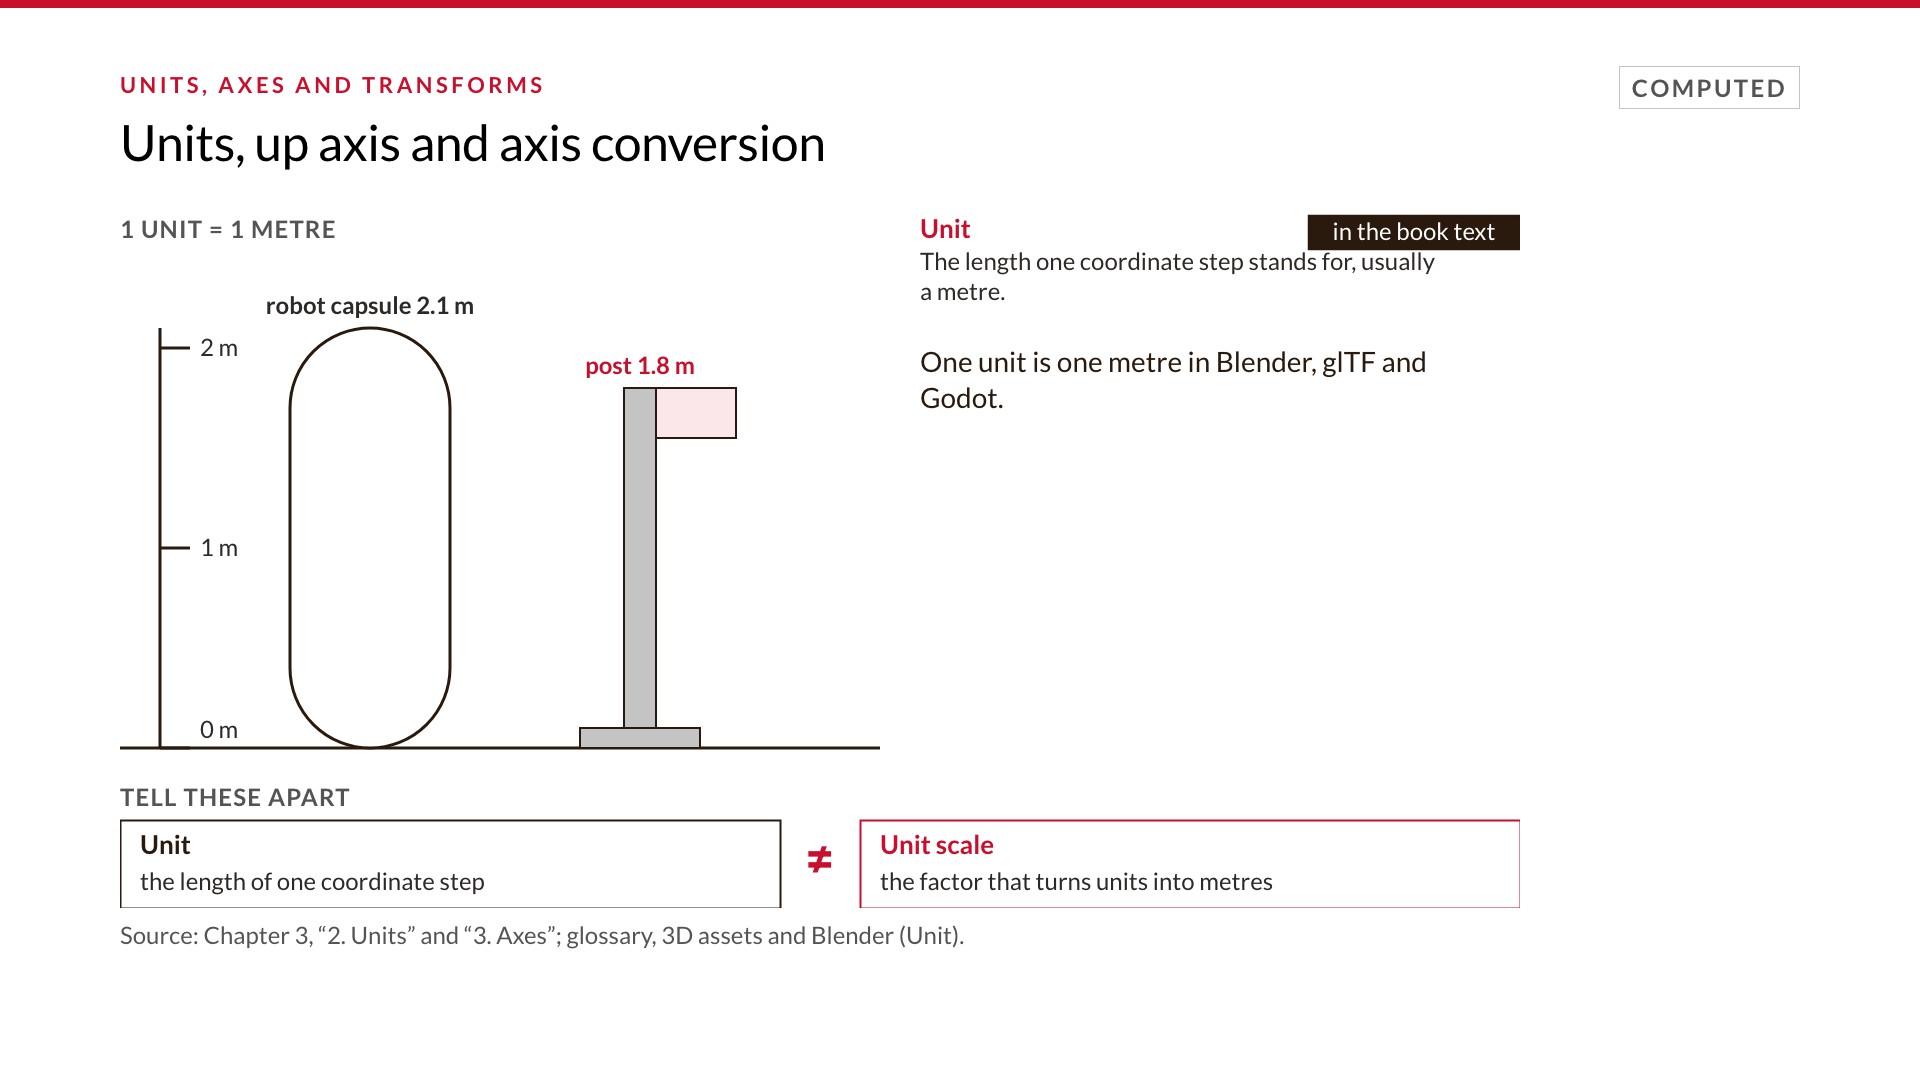 UNITS, AXES AND TRANSFORMS
COMPUTED
Units, up axis and axis conversion
1 UNIT = 1 METRE
robot capsule 2.1 m
2 m
post 1.8 m
1 m
0 m
Unit
in the book text
The length one coordinate step stands for, usually
a metre.
One unit is one metre in Blender, glTF and
Godot.
TELL THESE APART
Unit
the length of one coordinate step
≠
Unit scale
the factor that turns units into metres
Source: Chapter 3, “2. Units” and “3. Axes”; glossary, 3D assets and Blender (Unit).